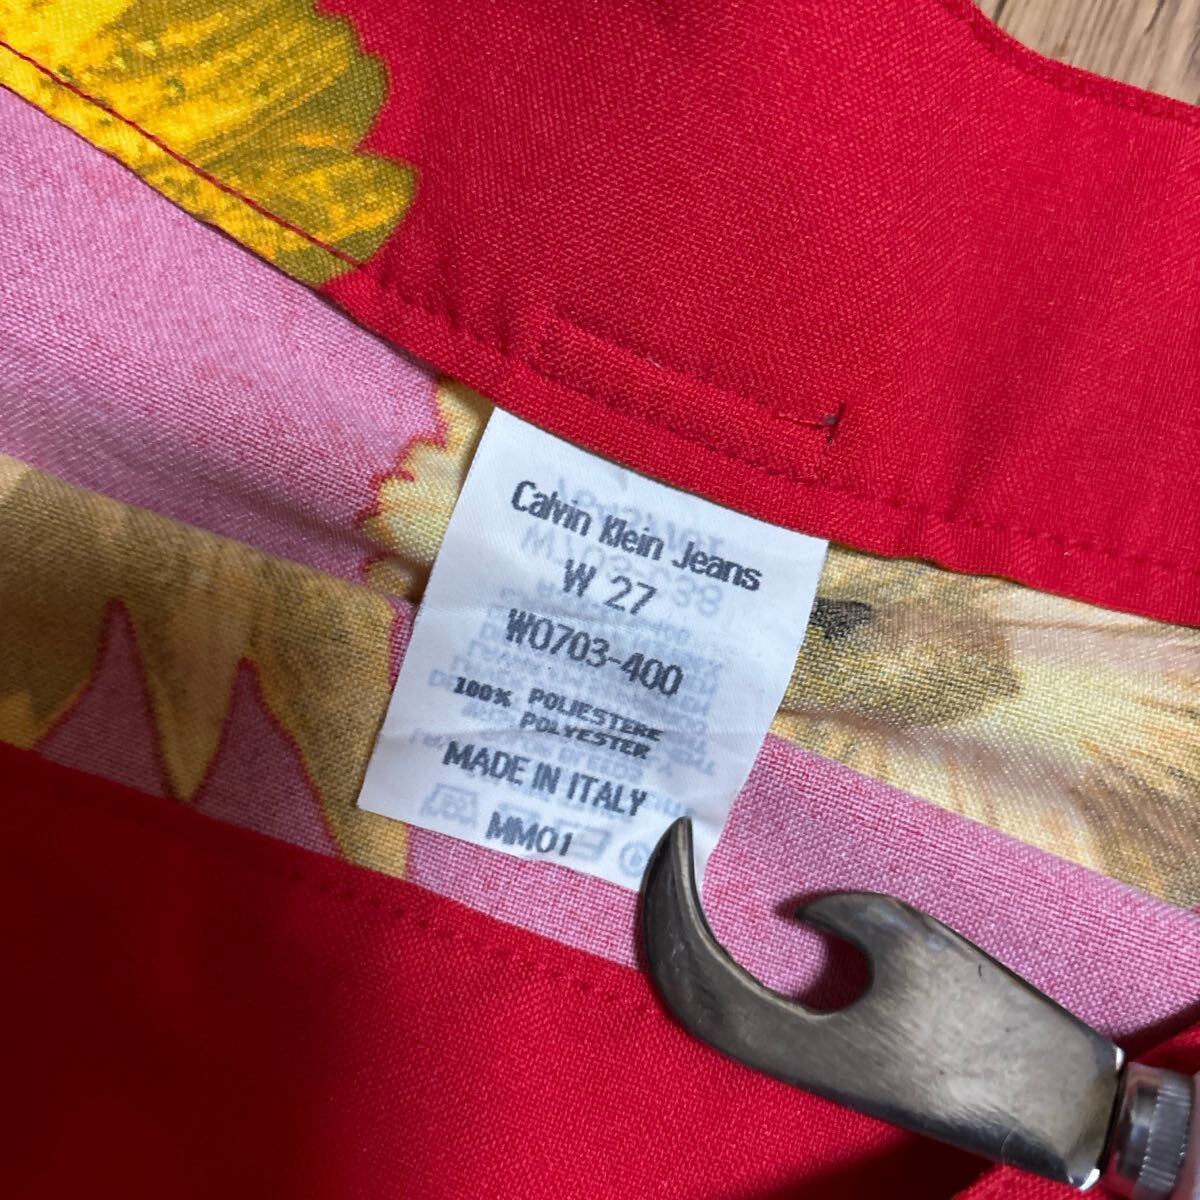 Calvin Klein Jeans
W 27
W0703-400
100% POLIESTERE
POLYESTER
MADE IN ITALY
MM01